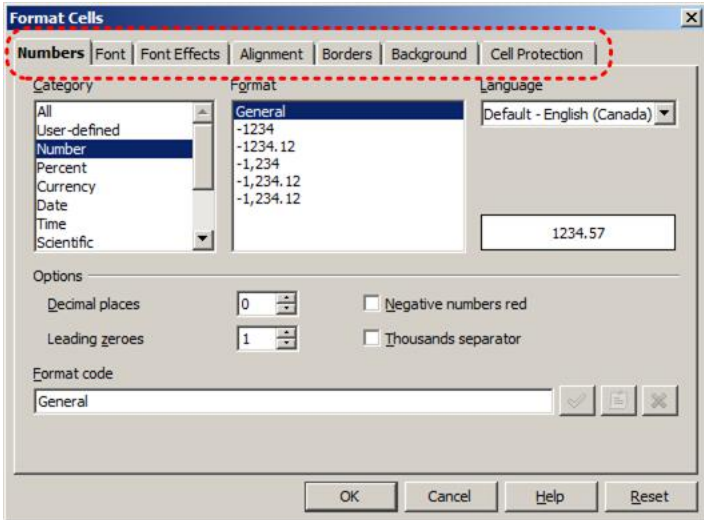 Format Cells
Numbers Font Font Effects Alignment Borders Background Cell Protection
Category Format Language
All General Default - English (Canada)
User-defined -1234
Number -1234.12
Percent -1,234
Currency -1,234.12
Date -1,234.12
Time
Scientific 1234.57
Options
Decimal places 0 Negative numbers red
Leading zeroes 1 Thousands separator
Format code
General
OK Cancel Help Reset